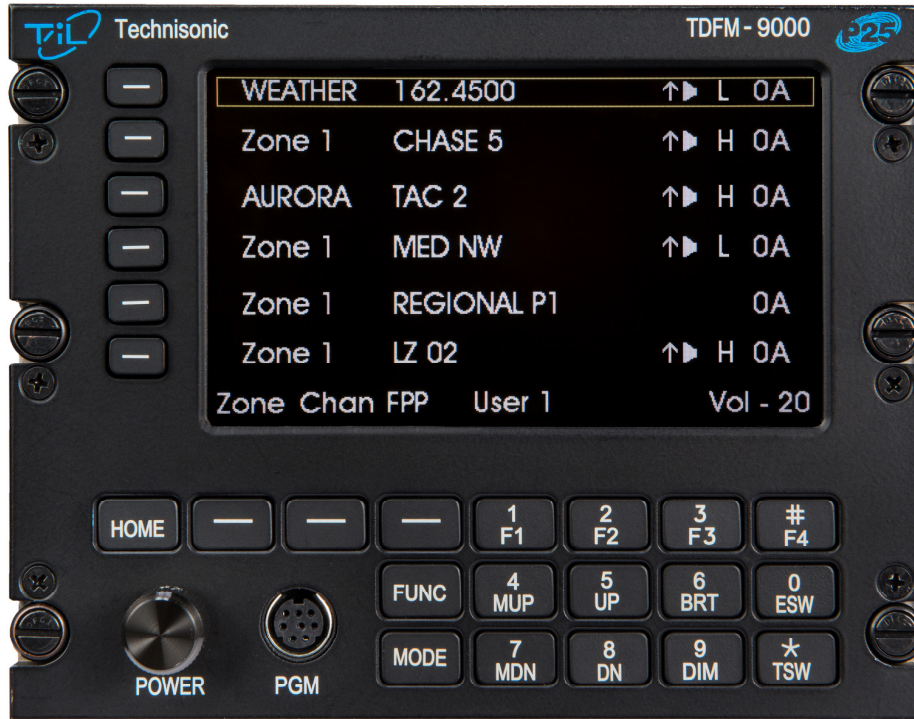 TiL Technisonic TDFM - 9000 P25
WEATHER 162.4500 L 0A
Zone 1 CHASE 5 H 0A
AURORA TAC 2 H 0A
Zone 1 MED NW L 0A
Zone 1 REGIONAL P1 0A
Zone 1 LZ 02 H 0A
Zone Chan FPP User 1 Vol - 20
HOME 1 2 3 #
F1 F2 F3 F4
FUNC 4 5 6 0
MUP UP BRT ESW
MODE 7 8 9 *
MDN DN DIM TSW
POWER PGM